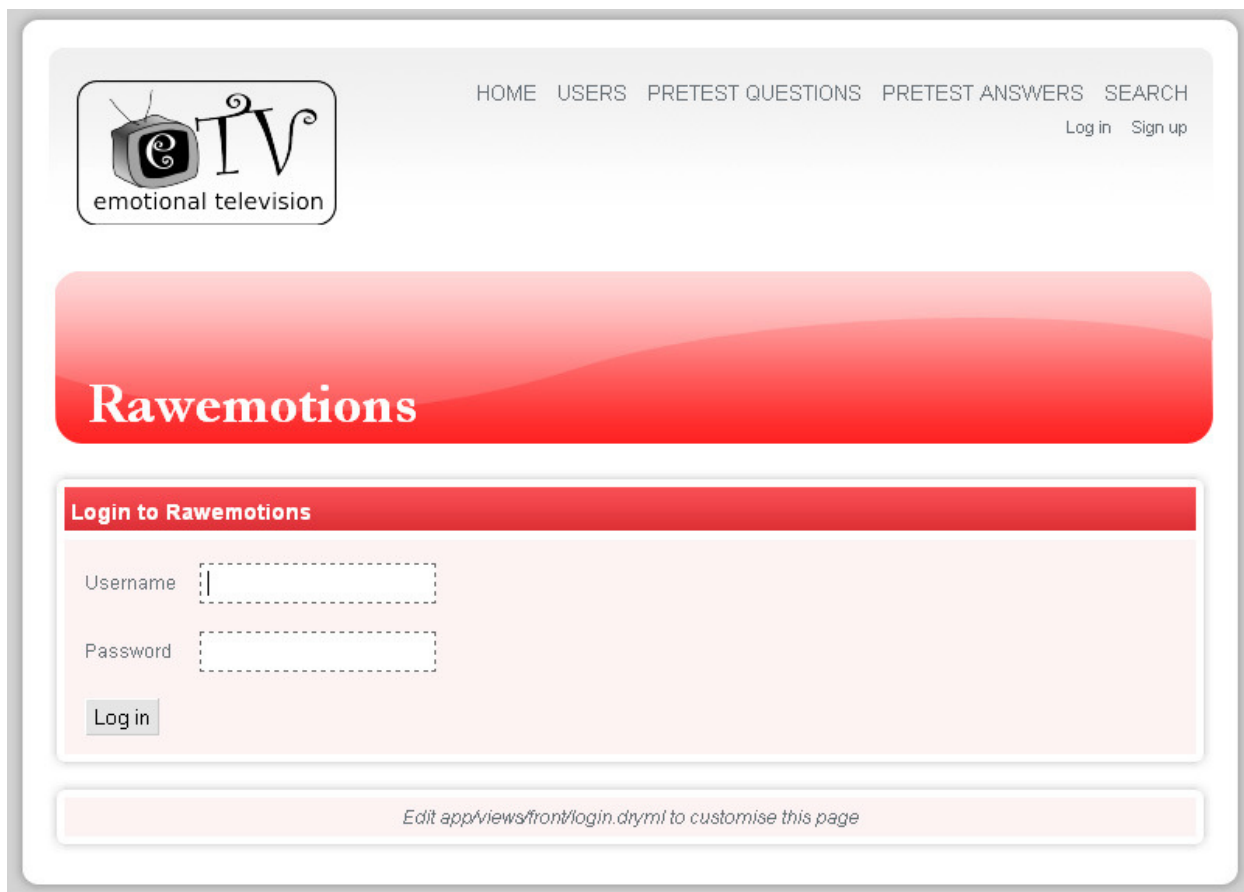 eTV
emotional television
HOME USERS PRETEST QUESTIONS PRETEST ANSWERS SEARCH
Log in Sign up
Rawemotions
Login to Rawemotions
Username
Password
Log in
Edit app/views/front/login.dryml to customise this page